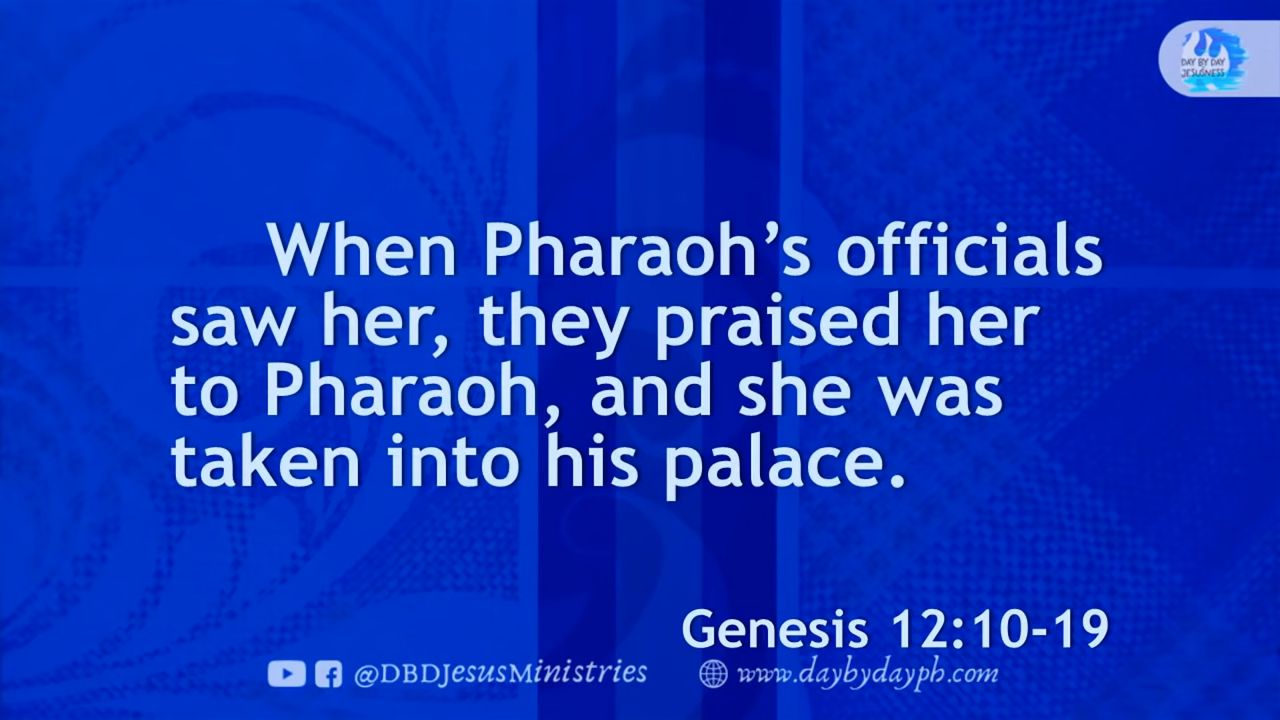 DAY BY DAY
JESUSNESS
When Pharaoh’s officials
saw her, they praised her
to Pharaoh, and she was
taken into his palace.
Genesis 12:10-19
@DBDJesusMinistries www.daybydayph.com